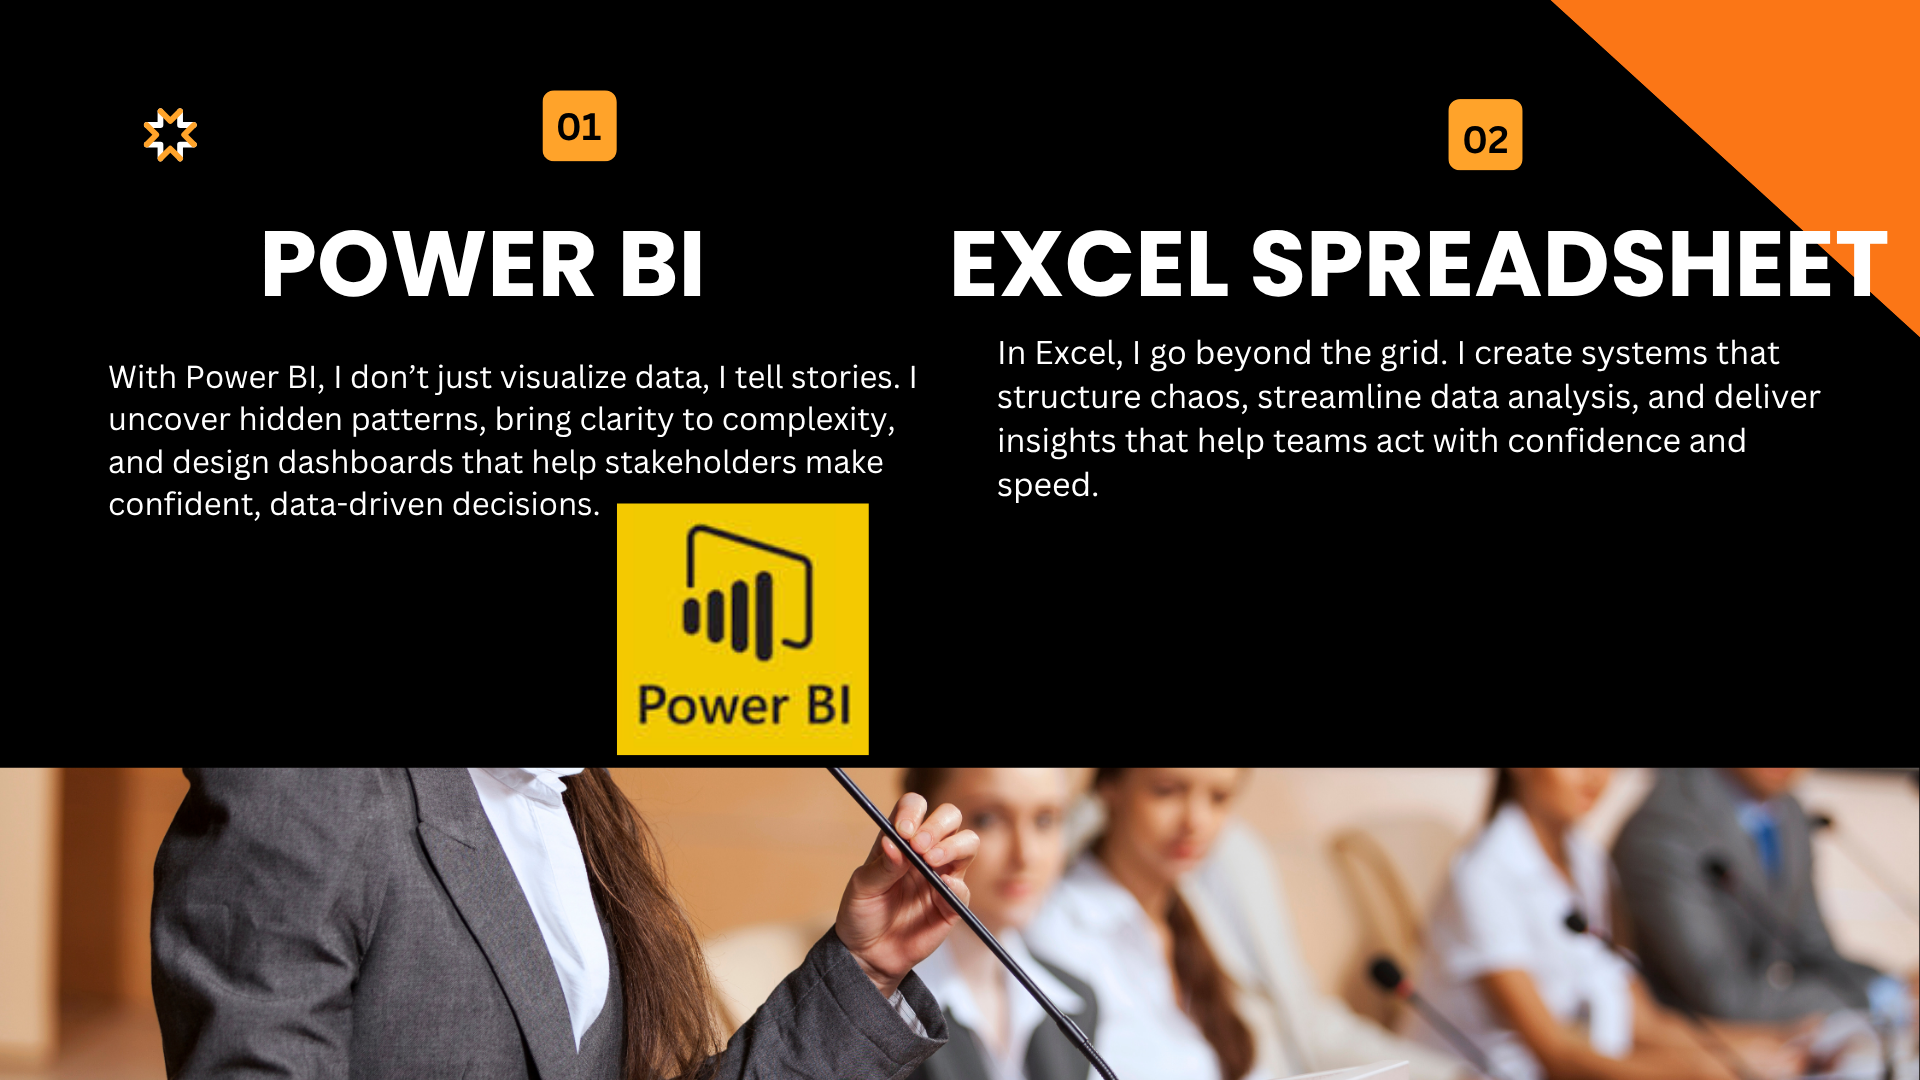 01
POWER BI
With Power BI, I don’t just visualize data, I tell stories. I
uncover hidden patterns, bring clarity to complexity,
and design dashboards that help stakeholders make
confident, data-driven decisions.
Power BI
02
EXCEL SPREADSHEET
In Excel, I go beyond the grid. I create systems that
structure chaos, streamline data analysis, and deliver
insights that help teams act with confidence and
speed.